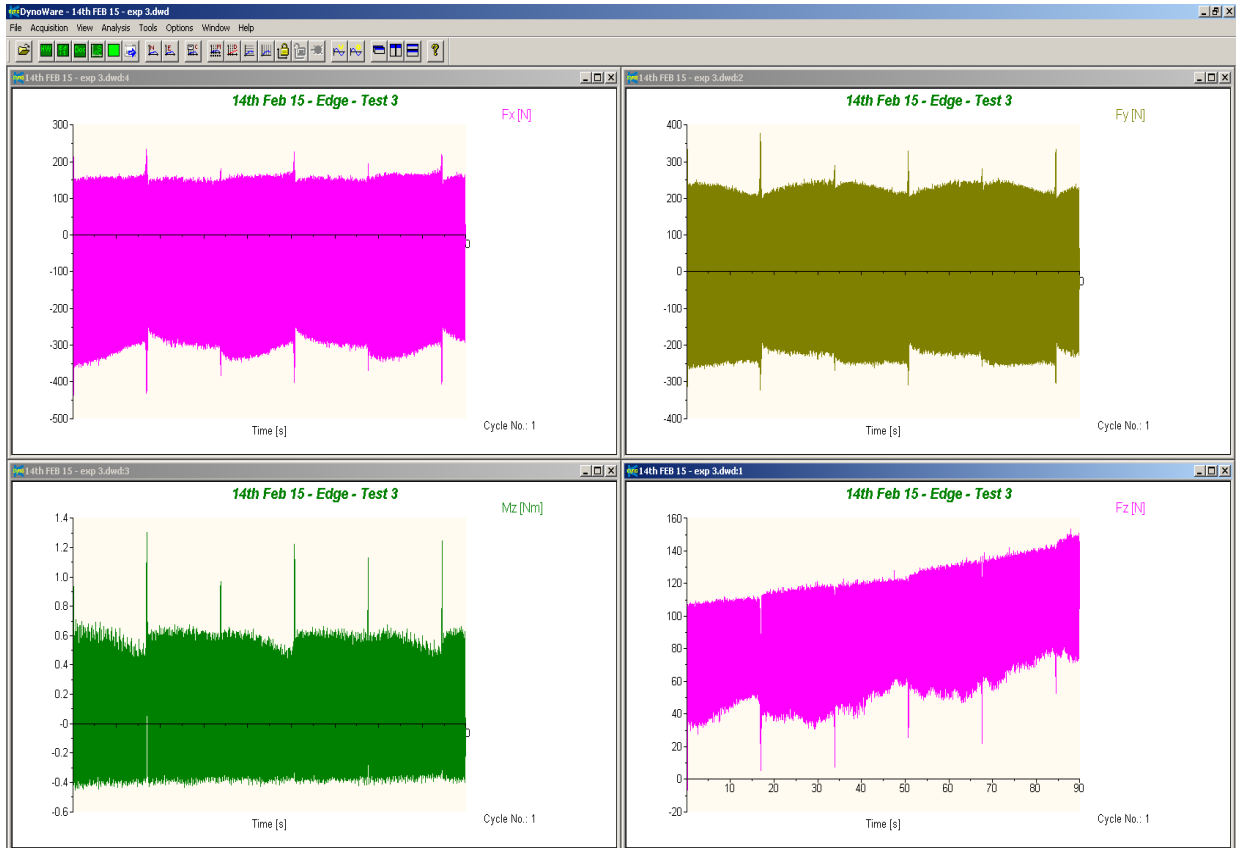 DynoWare - 14th FEB 15 - exp 3.dwd
File Acquisition View Analysis Tools Options Window Help
14th FEB 15 - exp 3.dwd:4
14th Feb 15 - Edge - Test 3
Fx [N]
300
200
100
0
-100
-200
-300
-400
-500
Time [s]
Cycle No.: 1
14th FEB 15 - exp 3.dwd:2
14th Feb 15 - Edge - Test 3
Fy [N]
400
300
200
100
0
-100
-200
-300
-400
Time [s]
Cycle No.: 1
14th FEB 15 - exp 3.dwd:3
14th Feb 15 - Edge - Test 3
Mz [Nm]
1.4
1.2
1.0
0.8
0.6
0.4
0.2
-0
-0.2
-0.4
-0.6
Time [s]
Cycle No.: 1
14th FEB 15 - exp 3.dwd:1
14th Feb 15 - Edge - Test 3
Fz [N]
160
140
120
100
80
60
40
20
0
-20
10 20 30 40 50 60 70 80 90
Time [s]
Cycle No.: 1